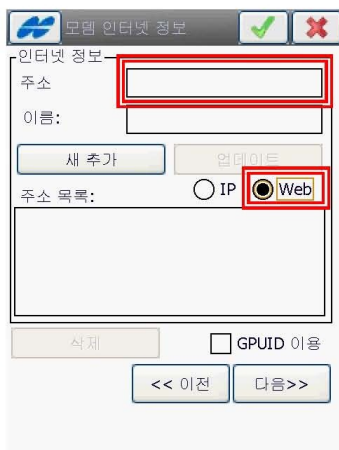 모뎀 인터넷 정보
인터넷 정보
주소
이름:
새 추가 업데이트
주소 목록: IP Web
삭제 GPUID 이용
<< 이전 다음>>